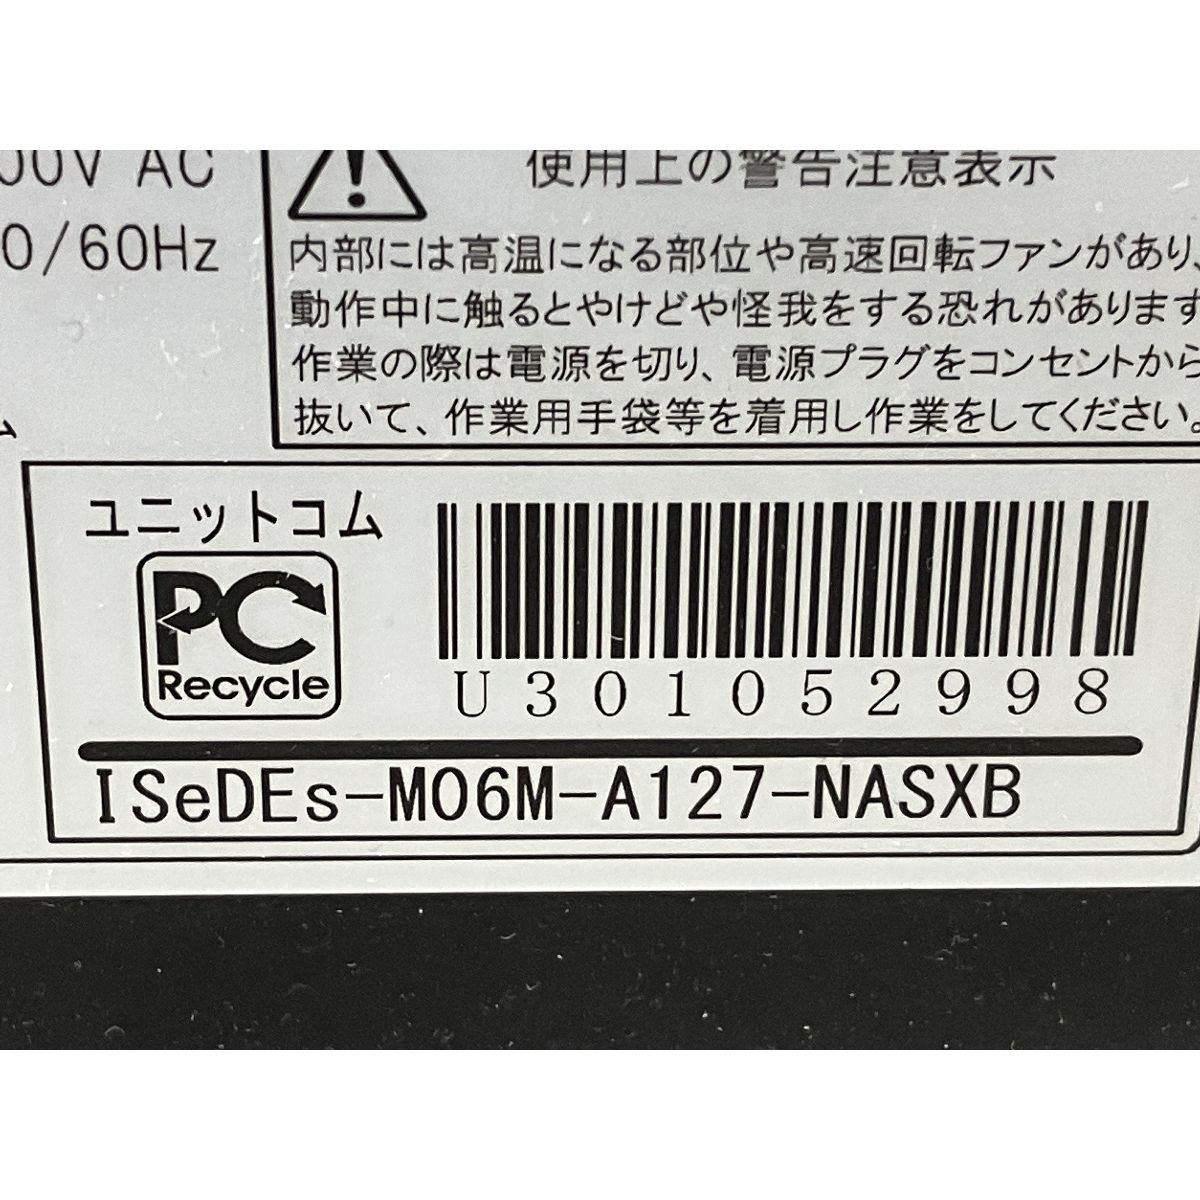 00V AC
0/60Hz
使用上の警告注意表示
内部には高温になる部位や高速回転ファンがあり、
動作中に触るとやけどや怪我をする恐れがあります
作業の際は電源を切り、電源プラグをコンセントから
抜いて、作業用手袋等を着用し作業をしてください。
ム
ユニットコム
PC
Recycle
U301052998
ISeDEs-M06M-A127-NASXB